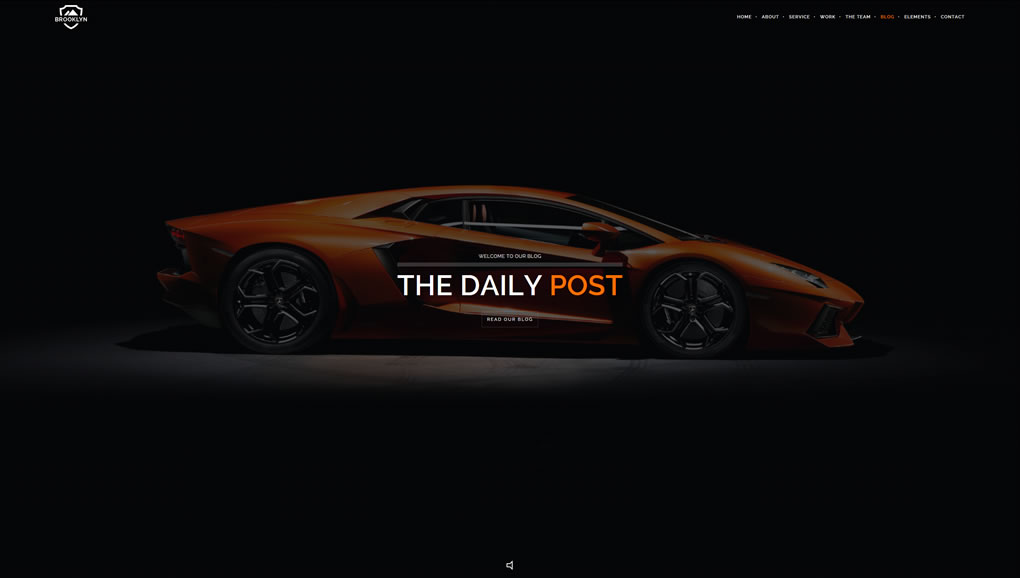 BROOKLYN
HOME • ABOUT • SERVICE • WORK • THE TEAM • BLOG • ELEMENTS • CONTACT
WELCOME TO OUR BLOG
THE DAILY POST
READ OUR BLOG